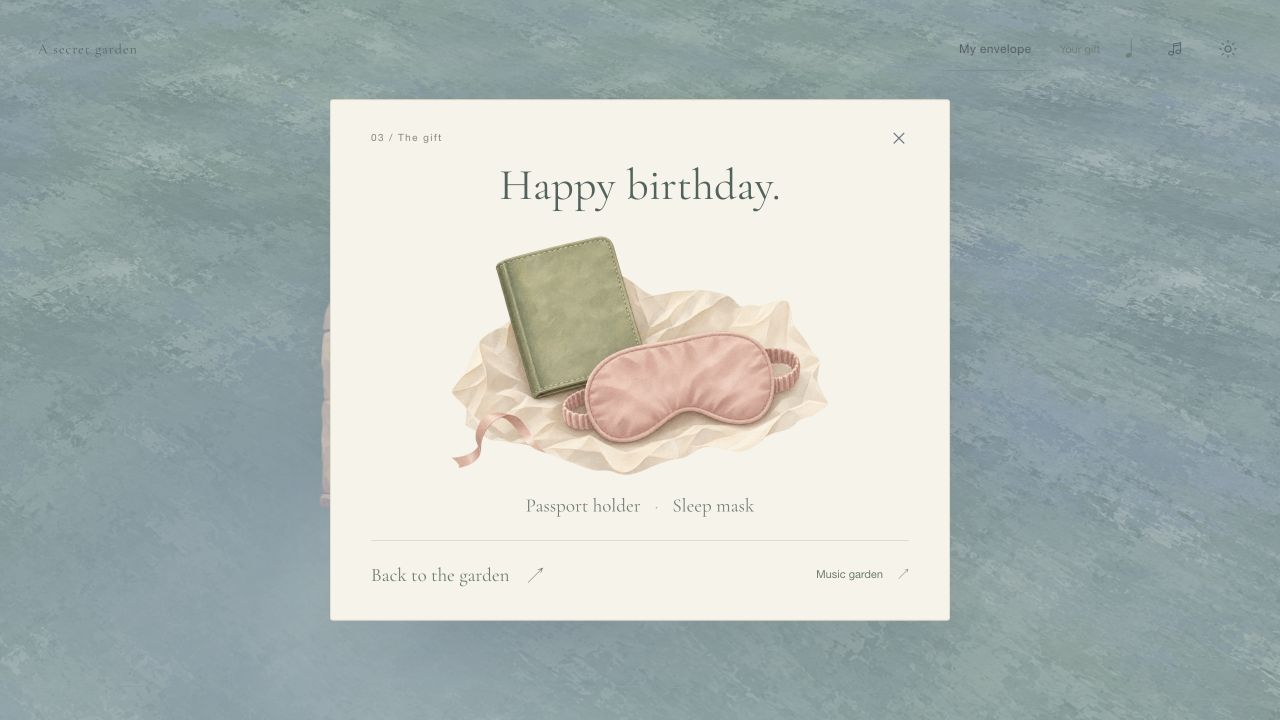 A secret garden
My envelope
Your gift
03 / The gift
Happy birthday.
Passport holder · Sleep mask
Back to the garden
Music garden